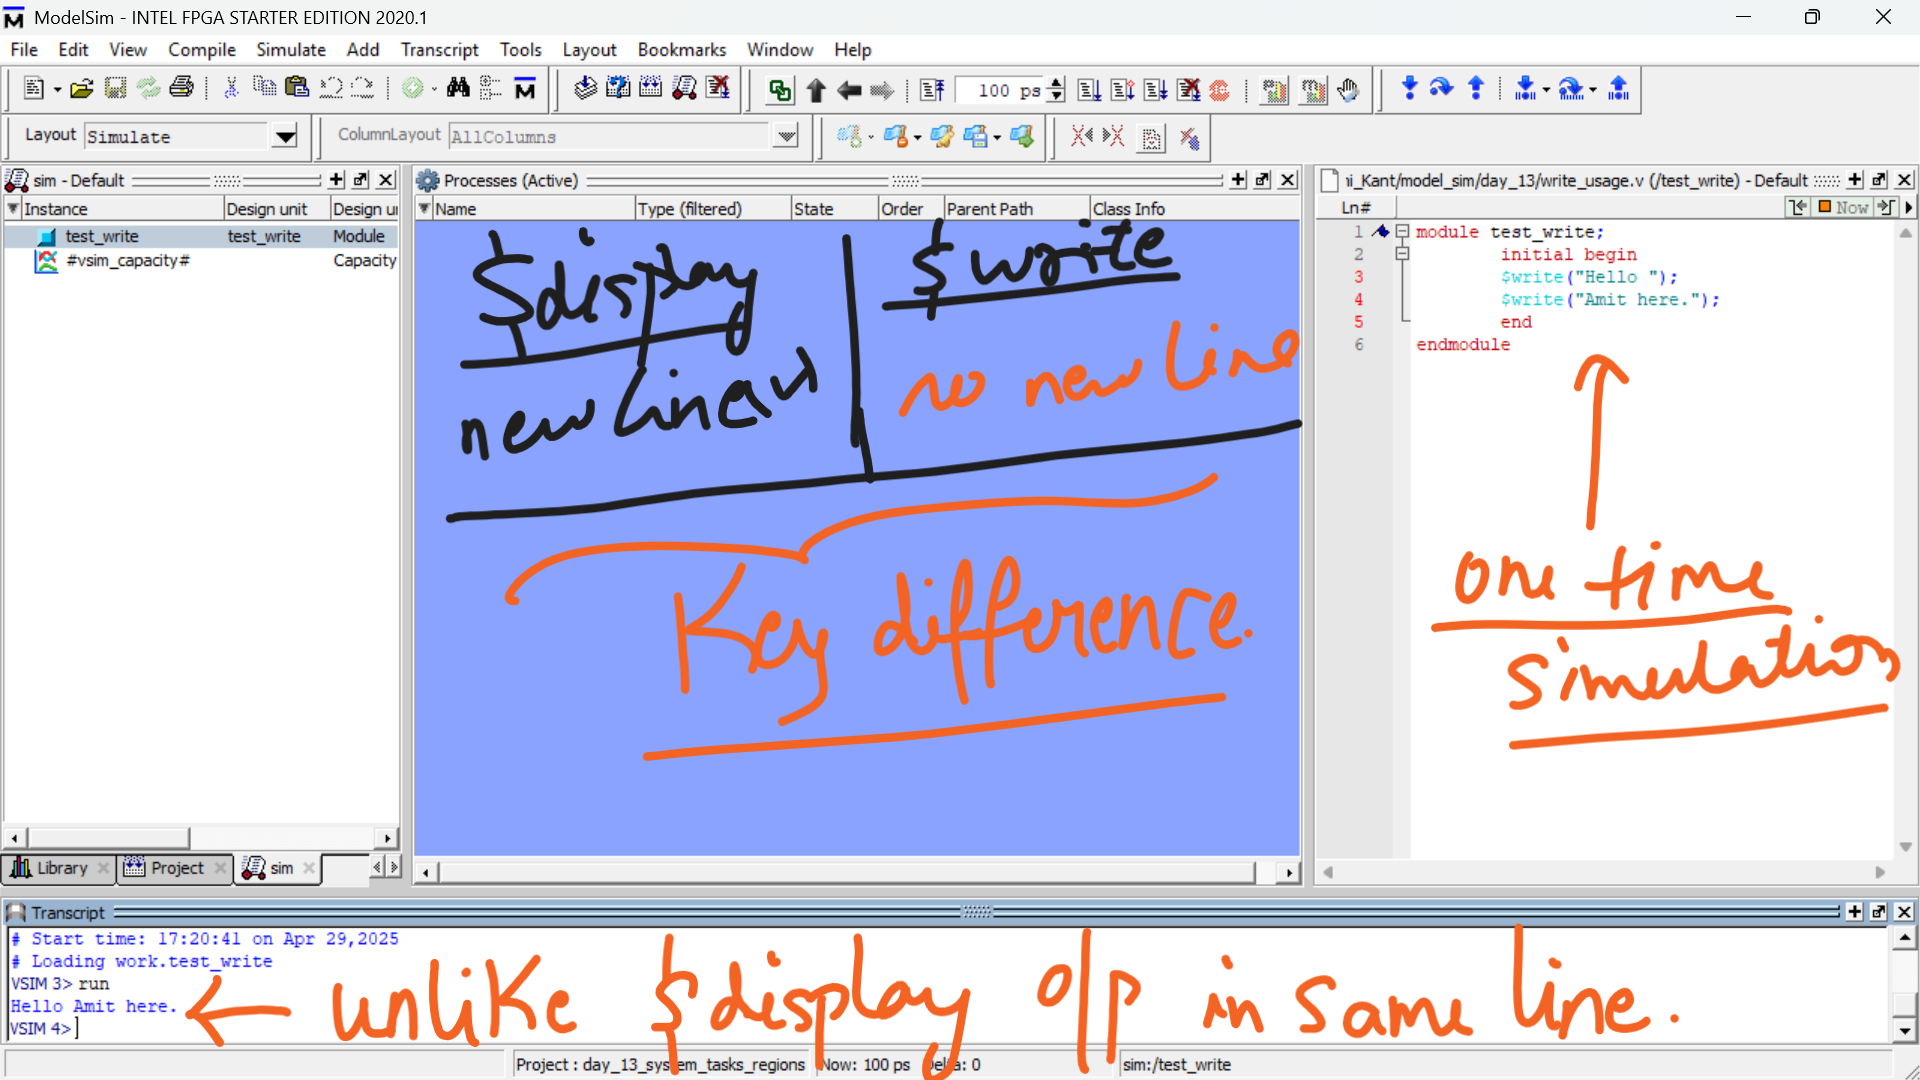 ModelSim - INTEL FPGA STARTER EDITION 2020.1
File Edit View Compile Simulate Add Transcript Tools Layout Bookmarks Window Help
100 ps
Layout Simulate ColumnLayout AllColumns
sim - Default
Instance Design unit Design u
test_write test_write Module
#vsim_capacity# Capacity
Library Project sim
Processes (Active)
Name Type (filtered) State Order Parent Path Class Info
$display $write
new line no new line
Key difference.
i_Kant/model_sim/day_13/write_usage.v (/test_write) - Default
Ln# Now
1 module test_write;
2 initial begin
3 $write("Hello ");
4 $write("Amit here.");
5 end
6 endmodule
one time
simulation
Transcript
# Start time: 17:20:41 on Apr 29,2025
# Loading work.test_write
VSIM 3> run
Hello Amit here.
VSIM 4>
unlike $display o/p in same line.
Project : day_13_system_tasks_regions Now: 100 ps Delta: 0 sim:/test_write